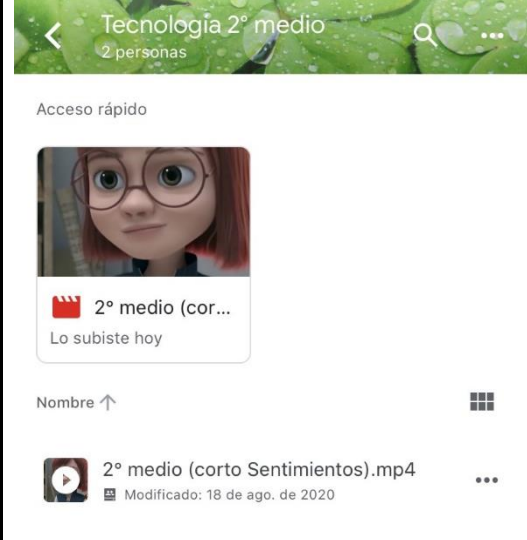 Tecnología 2° medio
2 personas
Acceso rápido
2° medio (cor...
Lo subiste hoy
Nombre ↑
2° medio (corto Sentimientos).mp4
Modificado: 18 de ago. de 2020